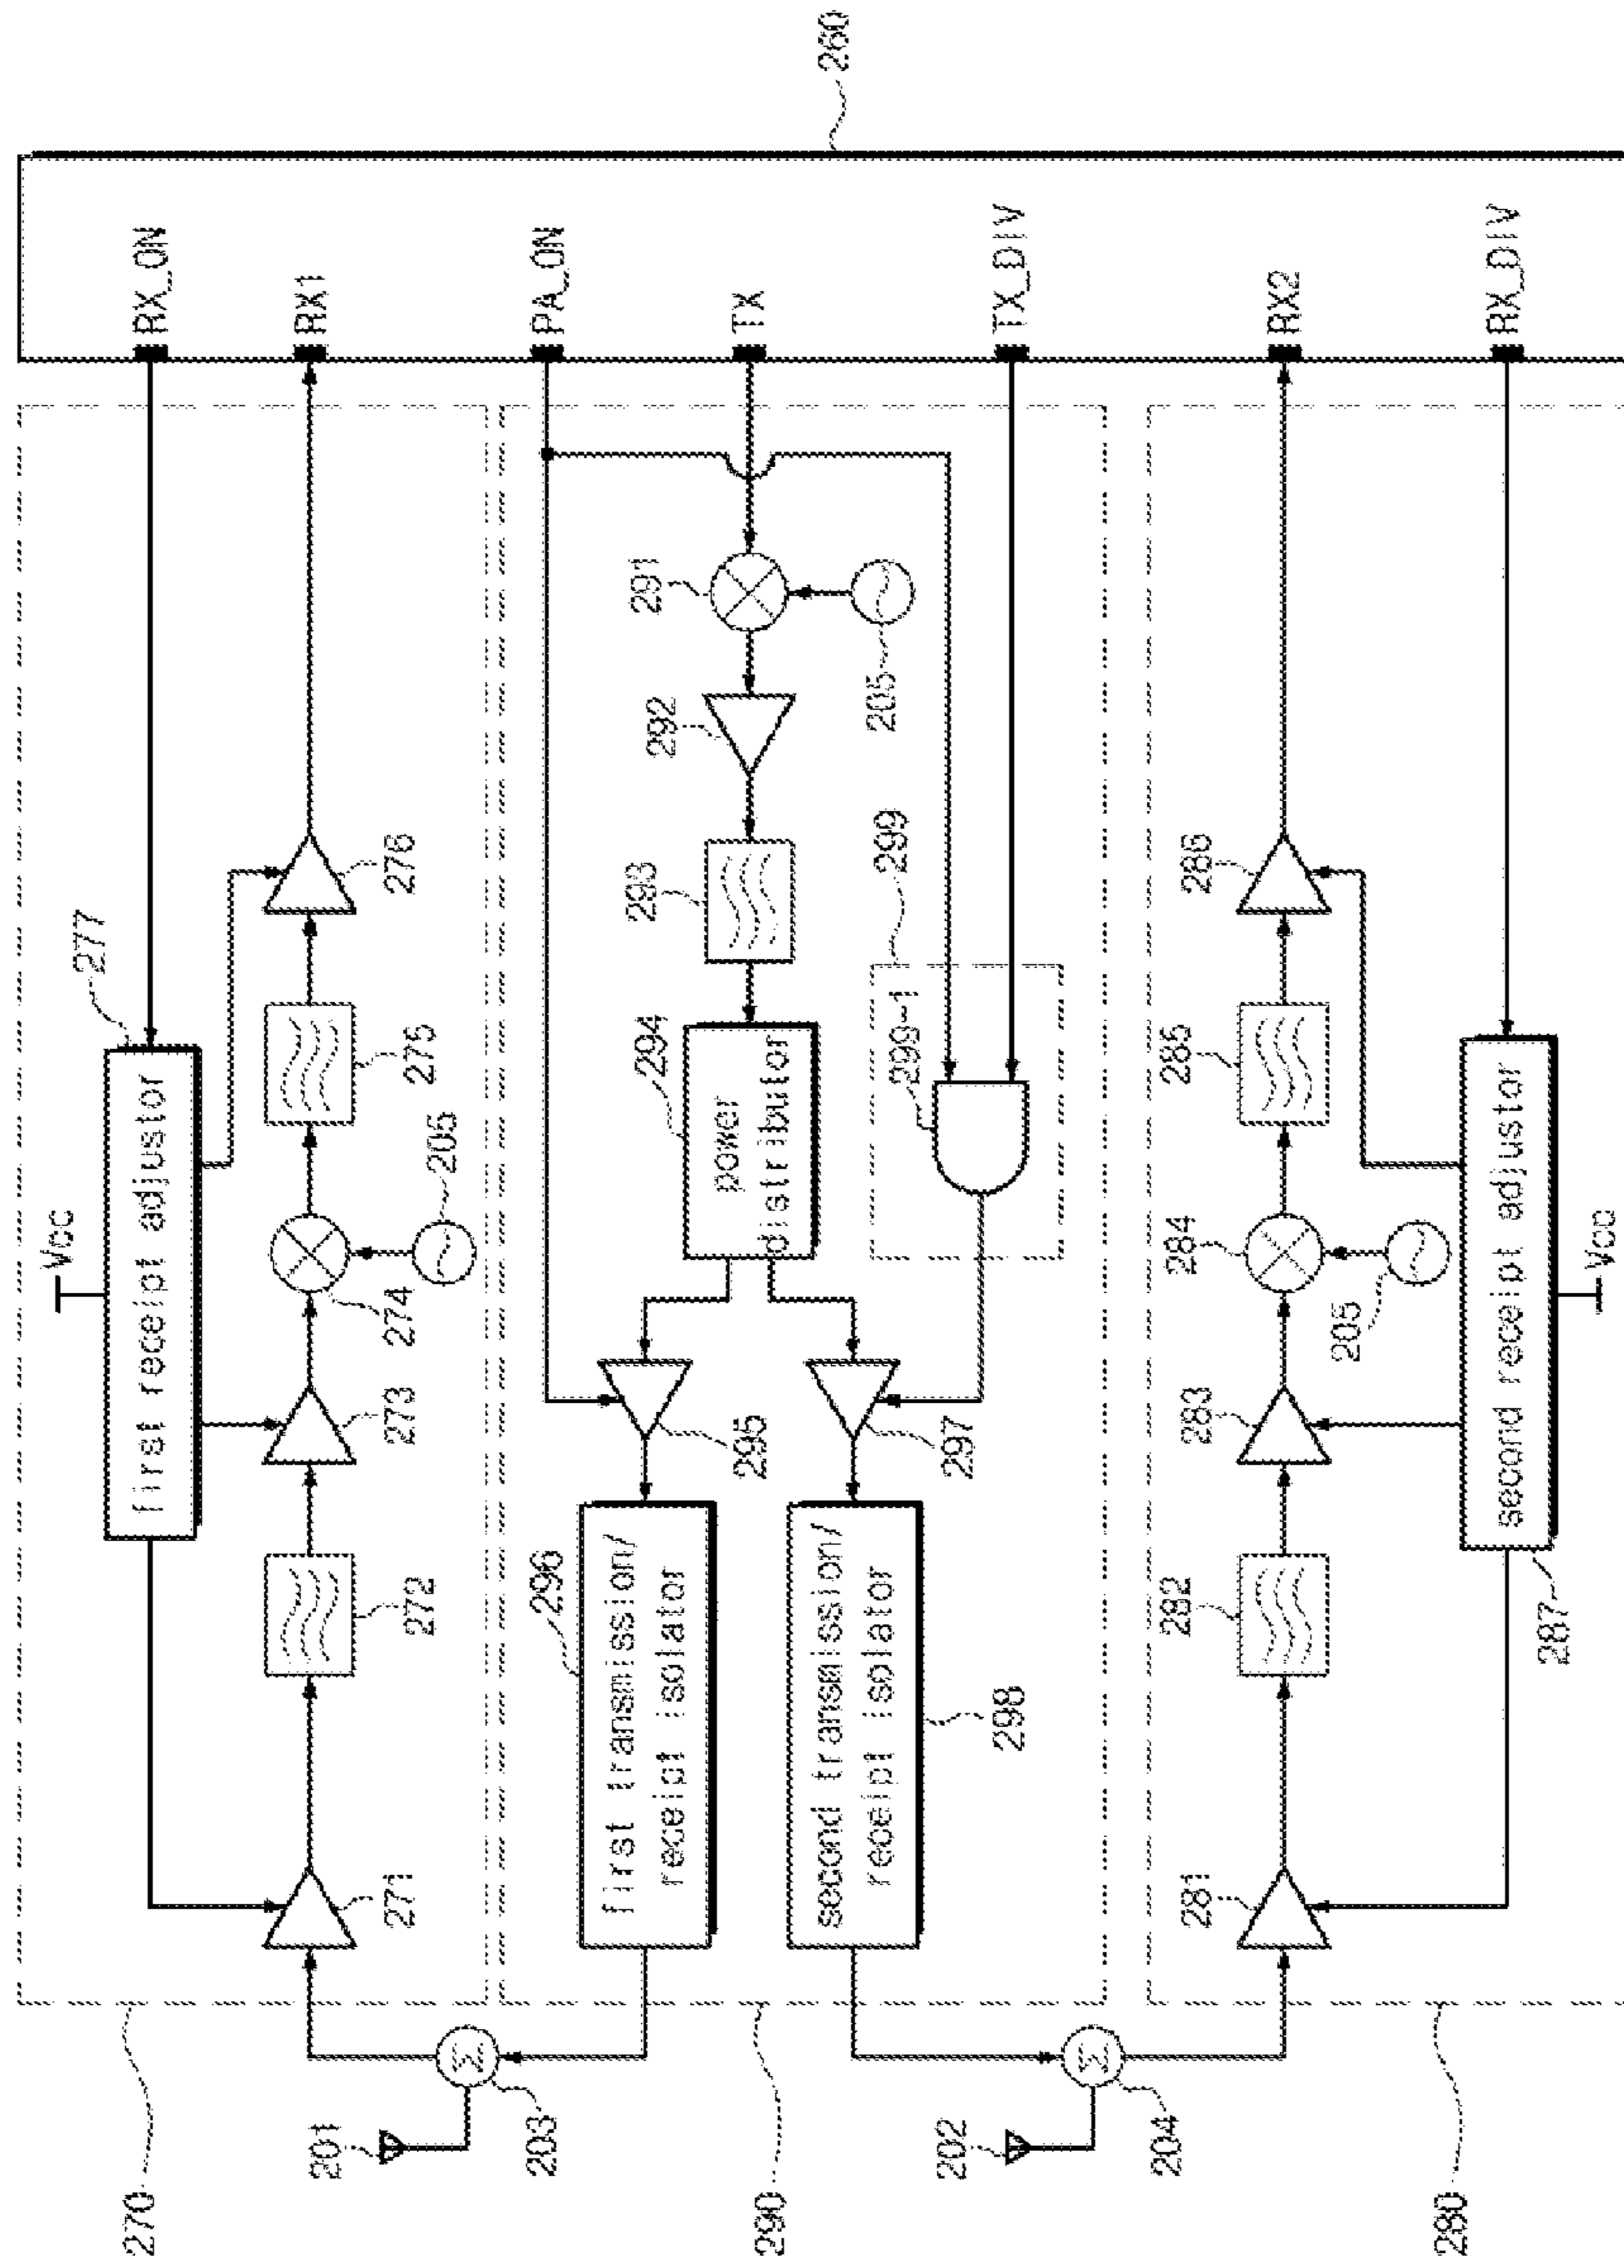 260
RX_ON
RX1
PA_ON
TX
TX_DIV
RX2
RX_DIV
Vcc
277
first receipt adjustor
276
275
205
274
273
272
271
270
291
205
292
293
299
299-1
294
power
distributor
295
297
296
first transmission/
receipt isolator
second transmission/
receipt isolator
298
290
201
203
202
204
286
285
284
205
283
282
281
second receipt adjustor
287
Vcc
280